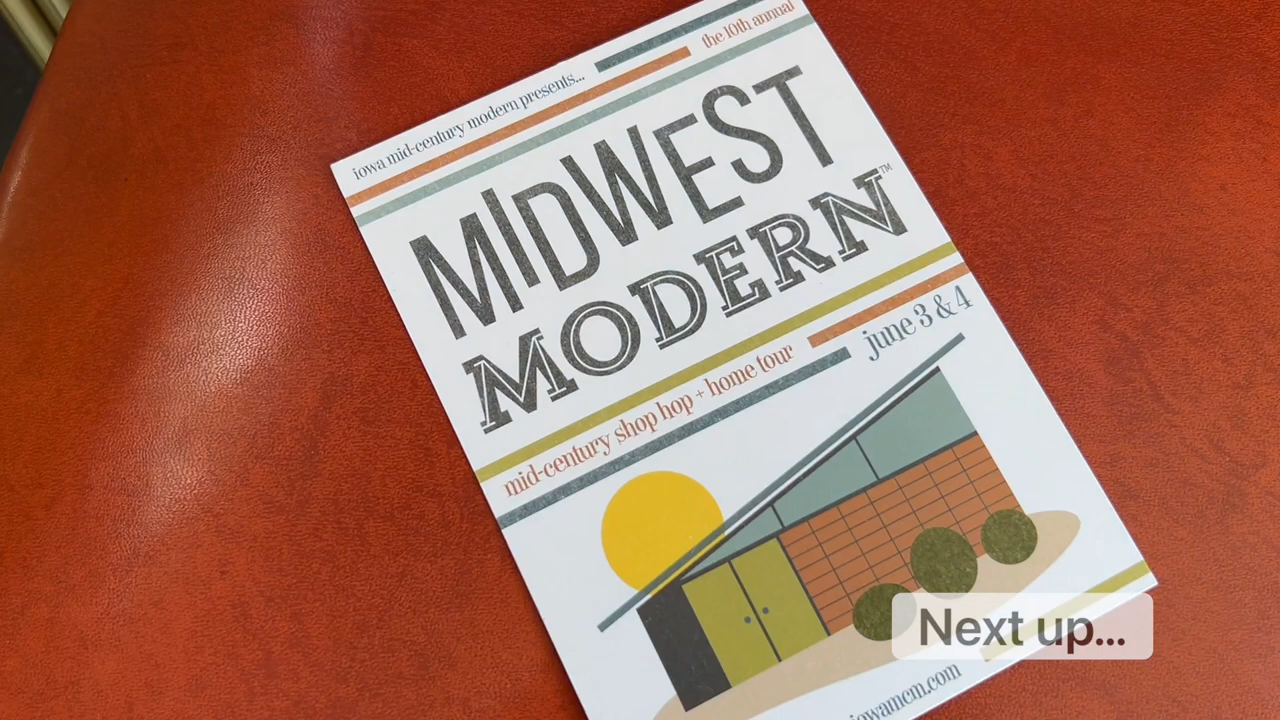 iowa mid-century modern presents...
the 10th annual
MIDWEST
MODERN™
mid-century shop hop + home tour
june 3 & 4
iowamcm.com
Next up...